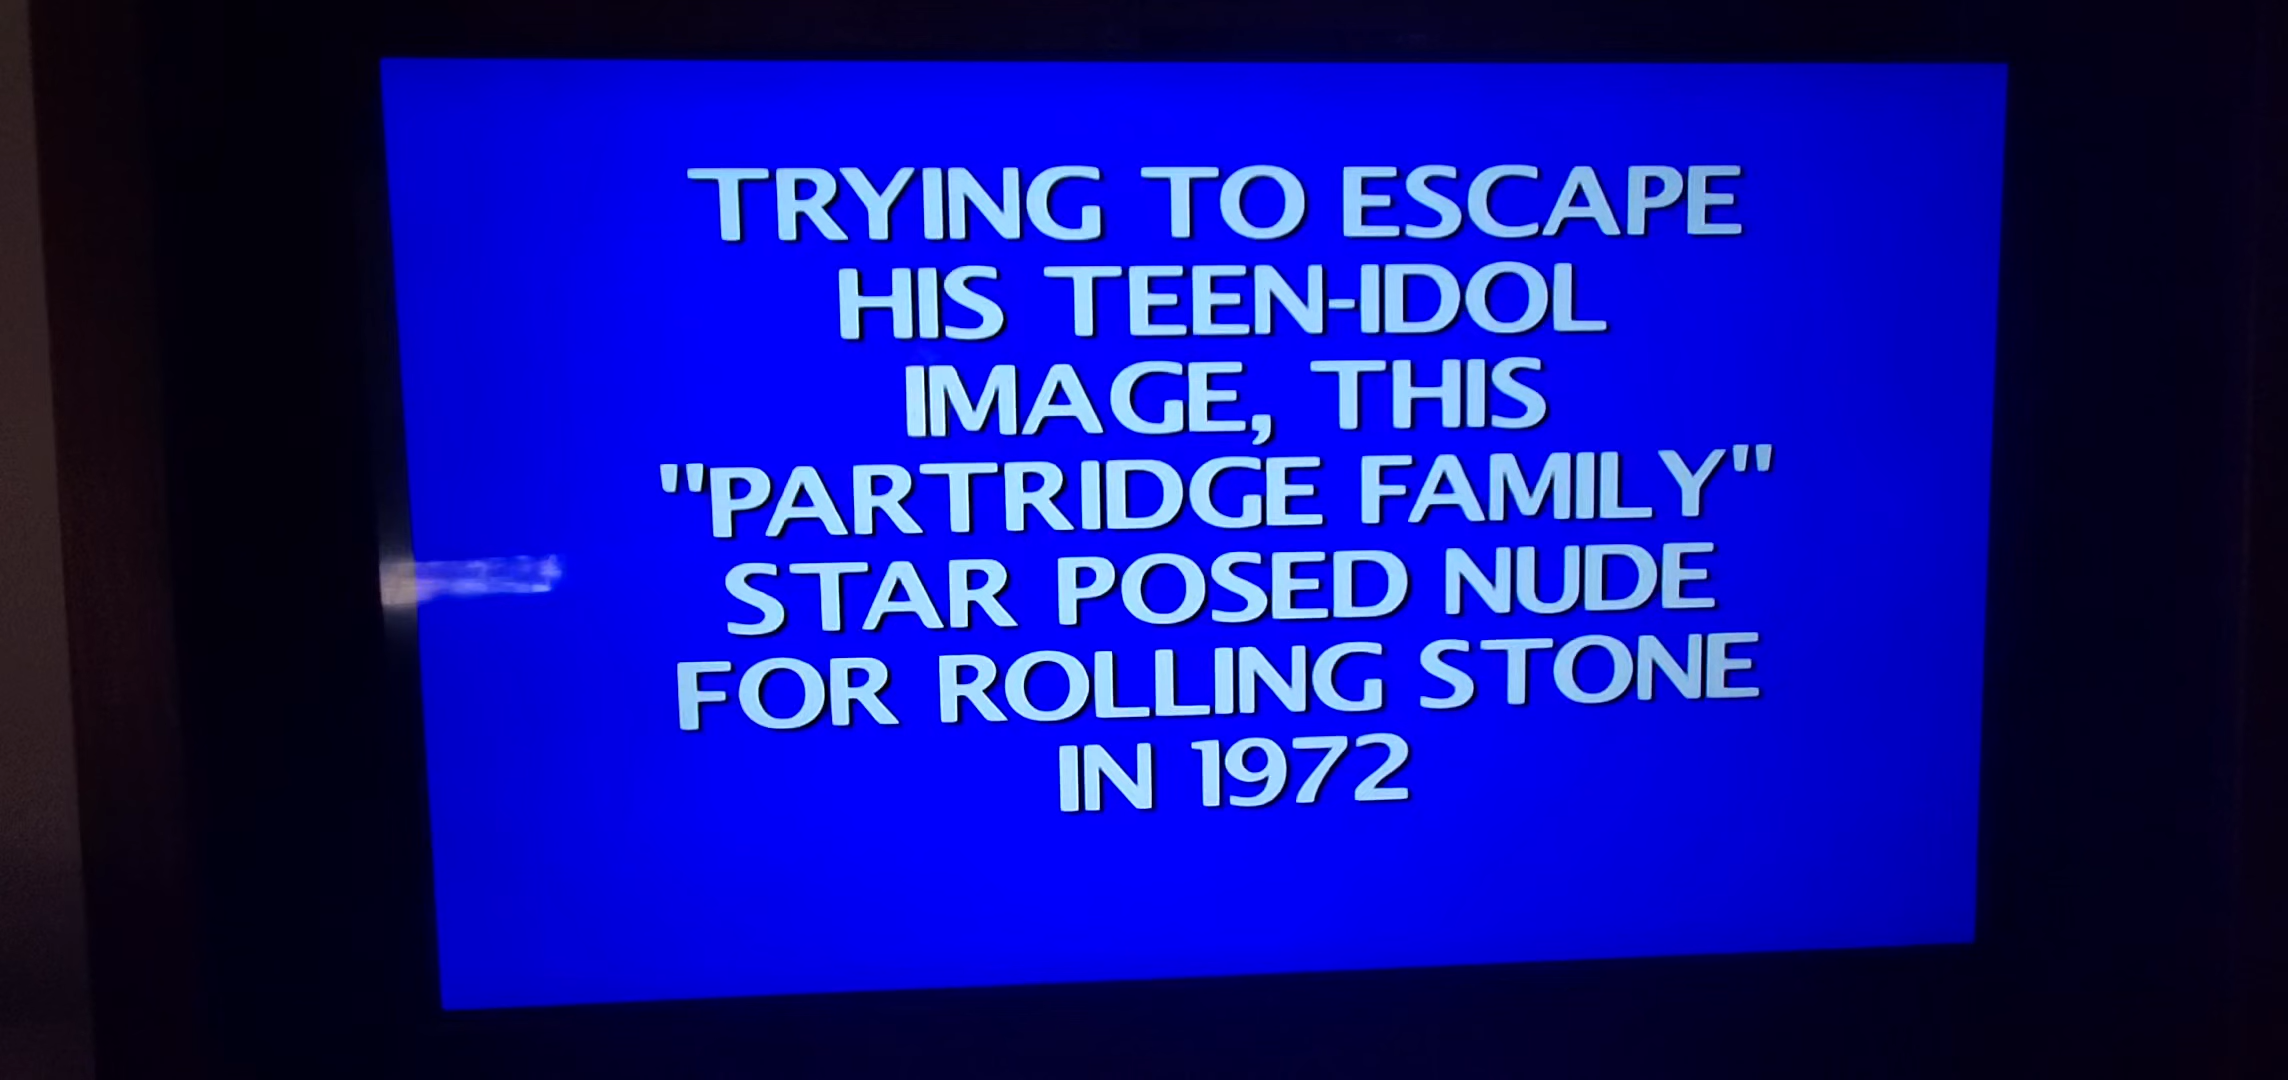 TRYING TO ESCAPE
HIS TEEN-IDOL
IMAGE, THIS
"PARTRIDGE FAMILY"
STAR POSED NUDE
FOR ROLLING STONE
IN 1972